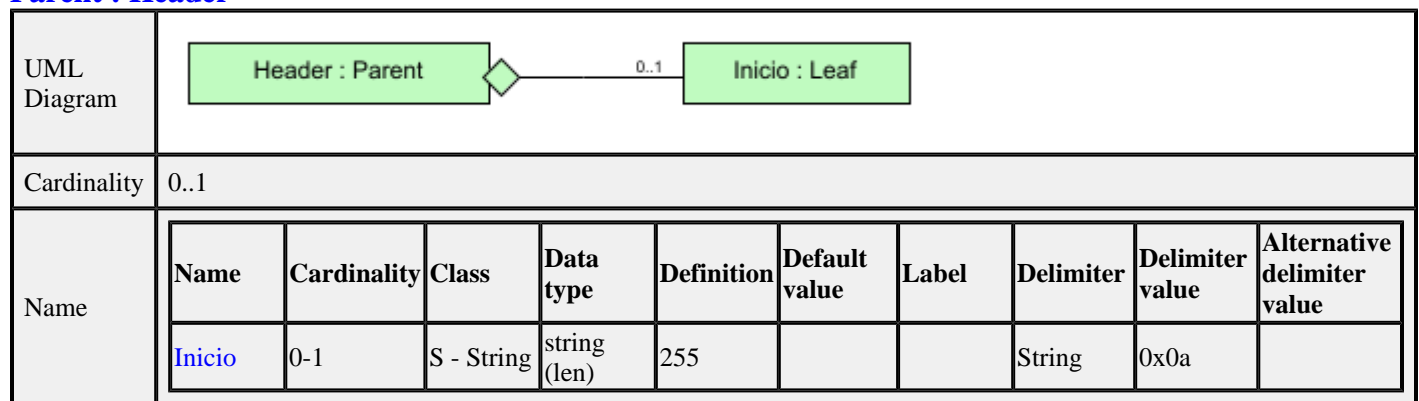 Parent : Header
UML
Diagram
Header : Parent
0..1
Inicio : Leaf
Cardinality
0..1
Name
Name
Cardinality
Class
Data
type
Definition
Default
value
Label
Delimiter
Delimiter
value
Alternative
delimiter
value
Inicio
0-1
S - String
string
(len)
255
String
0x0a